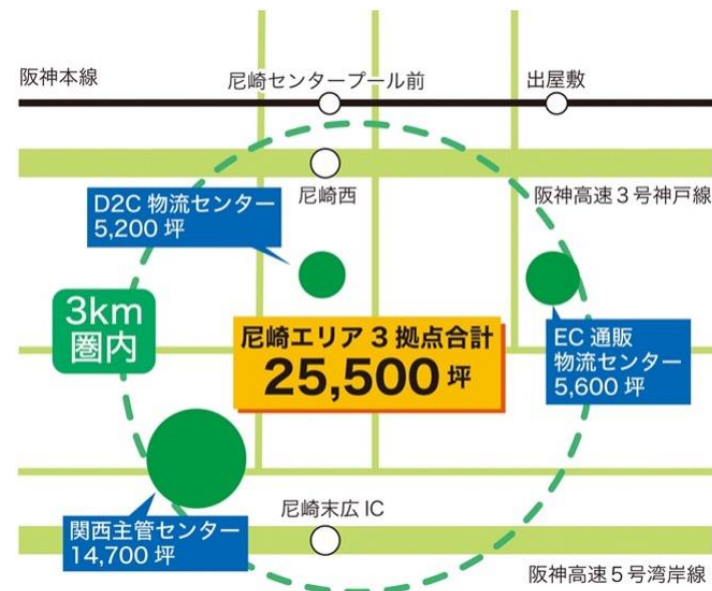 阪神本線
尼崎センタープール前
出屋敷
尼崎西
阪神高速3号神戸線
D2C 物流センター
5,200 坪
3km
圏内
尼崎エリア 3 拠点合計
25,500 坪
EC 通販
物流センター
5,600 坪
関西主管センター
14,700 坪
尼崎末広 IC
阪神高速5号湾岸線